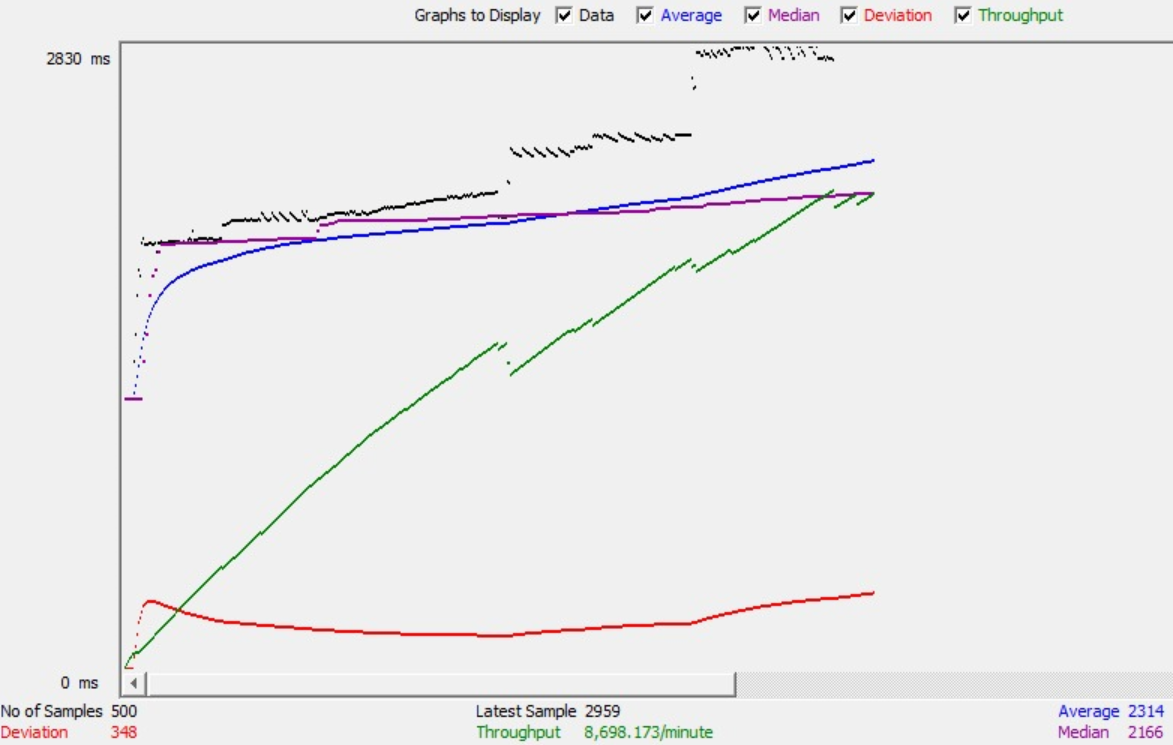 Graphs to Display Data Average Median Deviation Throughput
2830 ms
0 ms
No of Samples 500 Latest Sample 2959 Average 2314
Deviation 348 Throughput 8,698.173/minute Median 2166